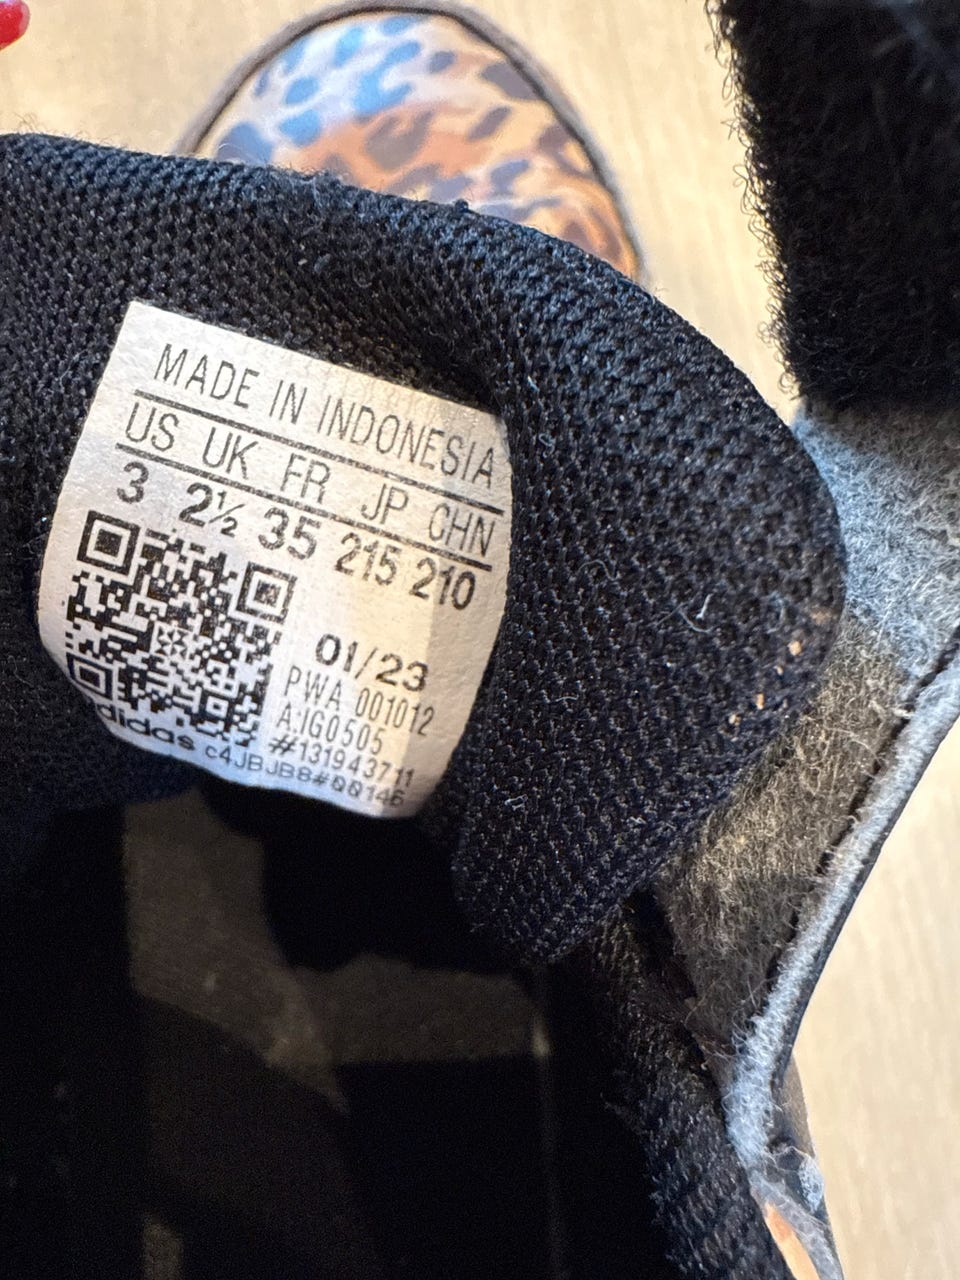 MADE IN INDONESIA
US UK FR JP CHN
3 2½ 35 215 210
01/23
PWA 001012
A:IG0505
#131943711
adidas c4JBJB8#00146